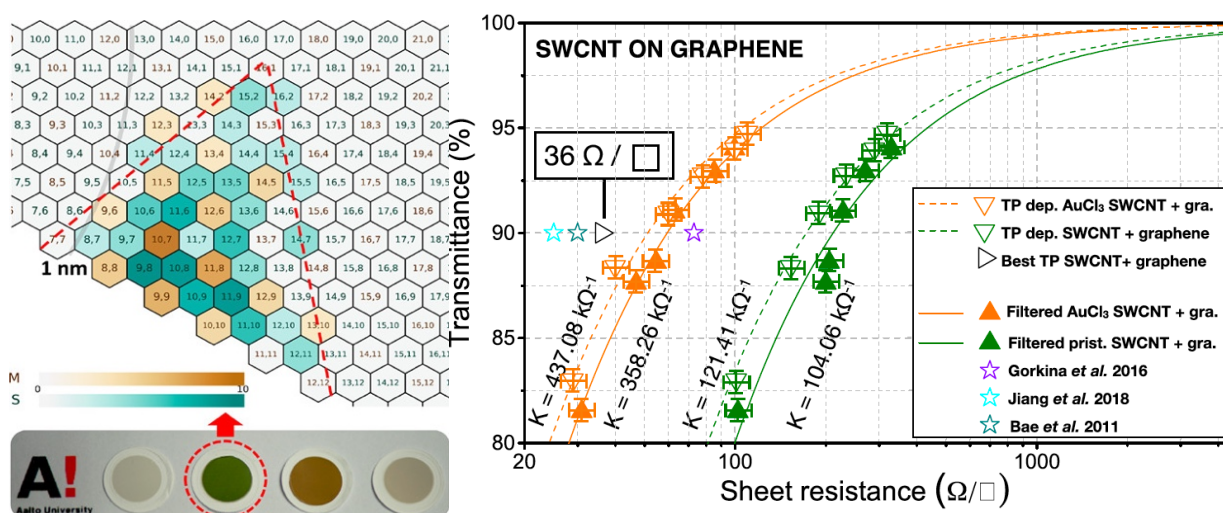 10,0 11,0 12,0 13,0 14,0 15,0 16,0 17,0 18,0 19,0 20,0 21,0
9,1 10,1 11,1 12,1 13,1 14,1 15,1 16,1 17,1 18,1 19,1 20,1 21,
9,2 10,2 11,2 12,2 13,2 14,2 15,2 16,2 17,2 18,2 19,2 20,2
8,3 9,3 10,3 11,3 12,3 13,3 14,3 15,3 16,3 17,3 18,3 19,3 20,
8,4 9,4 10,4 11,4 12,4 13,4 14,4 15,4 16,4 17,4 18,4 19,4
7,5 8,5 9,5 10,5 11,5 12,5 13,5 14,5 15,5 16,5 17,5 18,5 19,
7,6 8,6 9,6 10,6 11,6 12,6 13,6 14,6 15,6 16,6 17,6 18,6
7,7 8,7 9,7 10,7 11,7 12,7 13,7 14,7 15,7 16,7 17,7 18,
1 nm
8,8 9,8 10,8 11,8 12,8 13,8 14,8 15,8 16,8 17,8
9,9 10,9 11,9 12,9 13,9 14,9 15,9 16,9 17,
10,10 11,10 12,10 13,10 14,10 15,10 16,10
11,11 12,11 13,11 14,11 15,11 16,
12,12 13,12 14,12 15,12
M
S
0 10
A!
Aalto University
Transmittance (%)
100
95
90
85
80
SWCNT ON GRAPHENE
36 Ω / □
K = 437.08 kΩ⁻¹
K = 358.26 kΩ⁻¹
K = 121.41 kΩ⁻¹
K = 104.06 kΩ⁻¹
TP dep. AuCl₃ SWCNT + gra.
TP dep. SWCNT + graphene
Best TP SWCNT+ graphene
Filtered AuCl₃ SWCNT + gra.
Filtered prist. SWCNT + gra.
Gorkina et al. 2016
Jiang et al. 2018
Bae et al. 2011
20 100 1000
Sheet resistance (Ω/□)